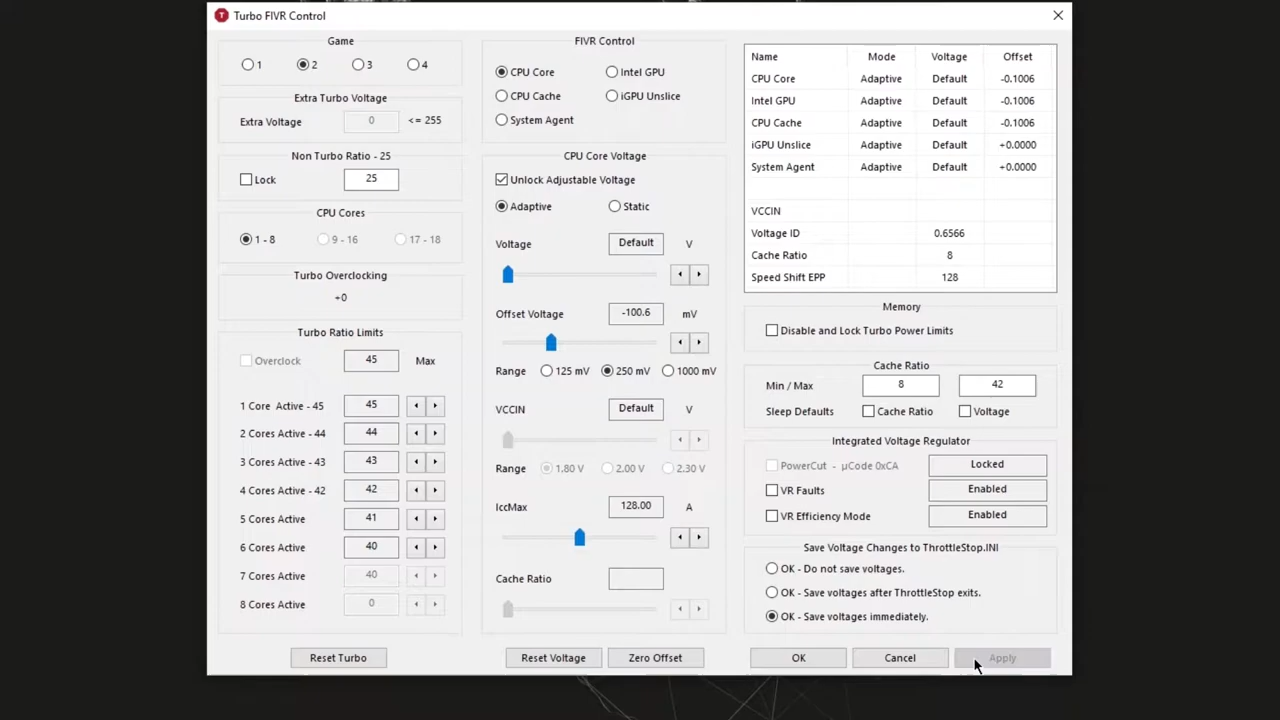 Turbo FIVR Control
Game
1 2 3 4
Extra Turbo Voltage
Extra Voltage 0 <= 255
Non Turbo Ratio - 25
Lock 25
CPU Cores
1 - 8 9 - 16 17 - 18
Turbo Overclocking
+0
Turbo Ratio Limits
Overclock 45 Max
1 Core Active - 45 45
2 Cores Active - 44 44
3 Cores Active - 43 43
4 Cores Active - 42 42
5 Cores Active 41
6 Cores Active 40
7 Cores Active 40
8 Cores Active 0
Reset Turbo
FIVR Control
CPU Core Intel GPU
CPU Cache iGPU Unslice
System Agent
CPU Core Voltage
Unlock Adjustable Voltage
Adaptive Static
Voltage Default V
Offset Voltage -100.6 mV
Range 125 mV 250 mV 1000 mV
VCCIN Default V
Range 1.80 V 2.00 V 2.30 V
IccMax 128.00 A
Cache Ratio
Reset Voltage Zero Offset
Name Mode Voltage Offset
CPU Core Adaptive Default -0.1006
Intel GPU Adaptive Default -0.1006
CPU Cache Adaptive Default -0.1006
iGPU Unslice Adaptive Default +0.0000
System Agent Adaptive Default +0.0000
VCCIN
Voltage ID 0.6566
Cache Ratio 8
Speed Shift EPP 128
Memory
Disable and Lock Turbo Power Limits
Cache Ratio
Min / Max 8 42
Sleep Defaults Cache Ratio Voltage
Integrated Voltage Regulator
PowerCut - µCode 0xCA Locked
VR Faults Enabled
VR Efficiency Mode Enabled
Save Voltage Changes to ThrottleStop.INI
OK - Do not save voltages.
OK - Save voltages after ThrottleStop exits.
OK - Save voltages immediately.
OK Cancel Apply